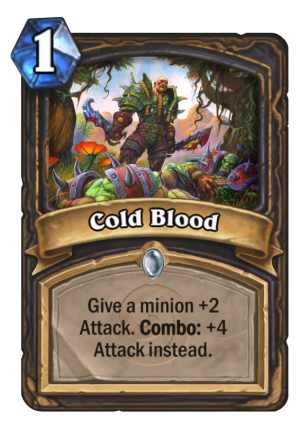 1
Cold Blood
Give a minion +2
Attack. Combo: +4
Attack instead.